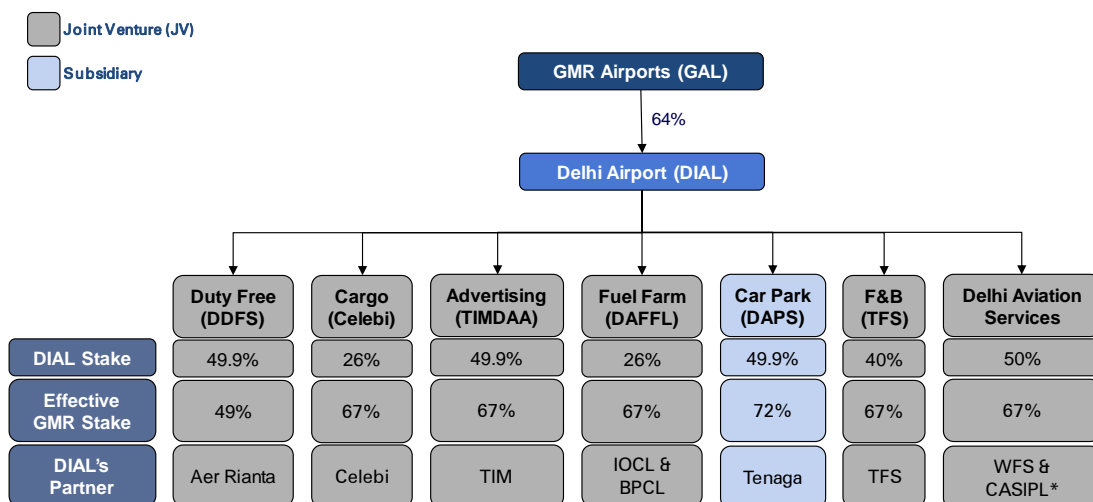 Joint Venture (JV)
Subsidiary
GMR Airports (GAL)
64%
Delhi Airport (DIAL)
Duty Free
(DDFS)
Cargo
(Celebi)
Advertising
(TIMDAA)
Fuel Farm
(DAFFL)
Car Park
(DAPS)
F&B
(TFS)
Delhi Aviation
Services
DIAL Stake
49.9%
26%
49.9%
26%
49.9%
40%
50%
Effective
GMR Stake
49%
67%
67%
67%
72%
67%
67%
DIAL's
Partner
Aer Rianta
Celebi
TIM
IOCL &
BPCL
Tenaga
TFS
WFS &
CASIPL*